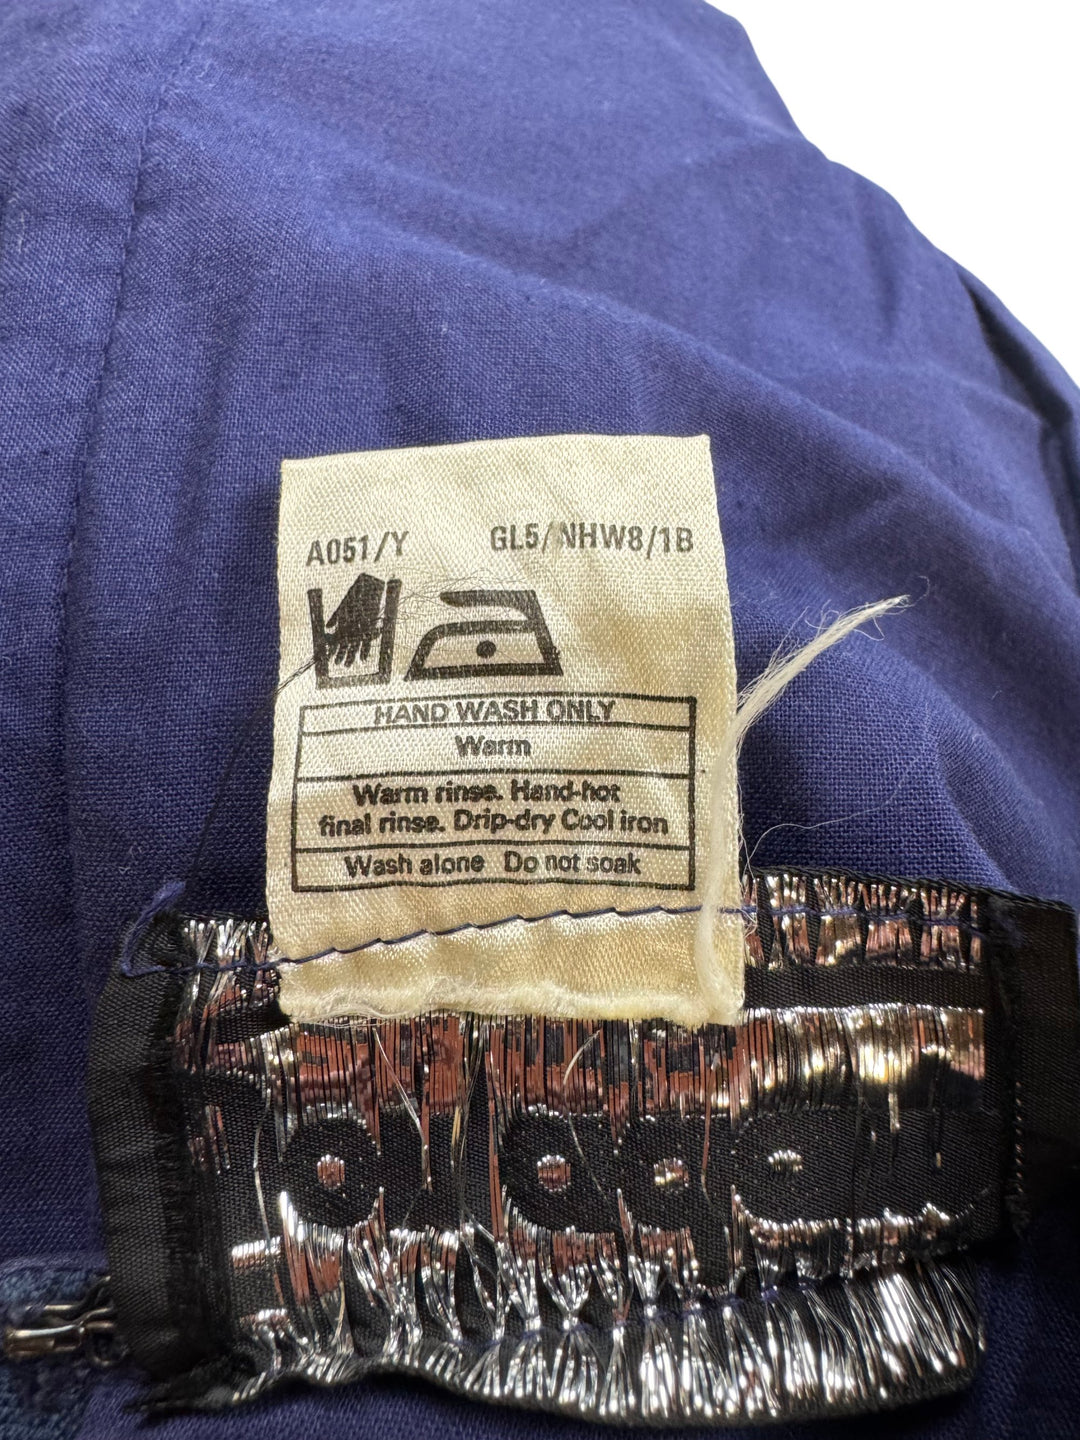 A051/Y GL5/NHW8/1B
HAND WASH ONLY
Warm
Warm rinse. Hand-hot
final rinse. Drip-dry Cool iron
Wash alone Do not soak